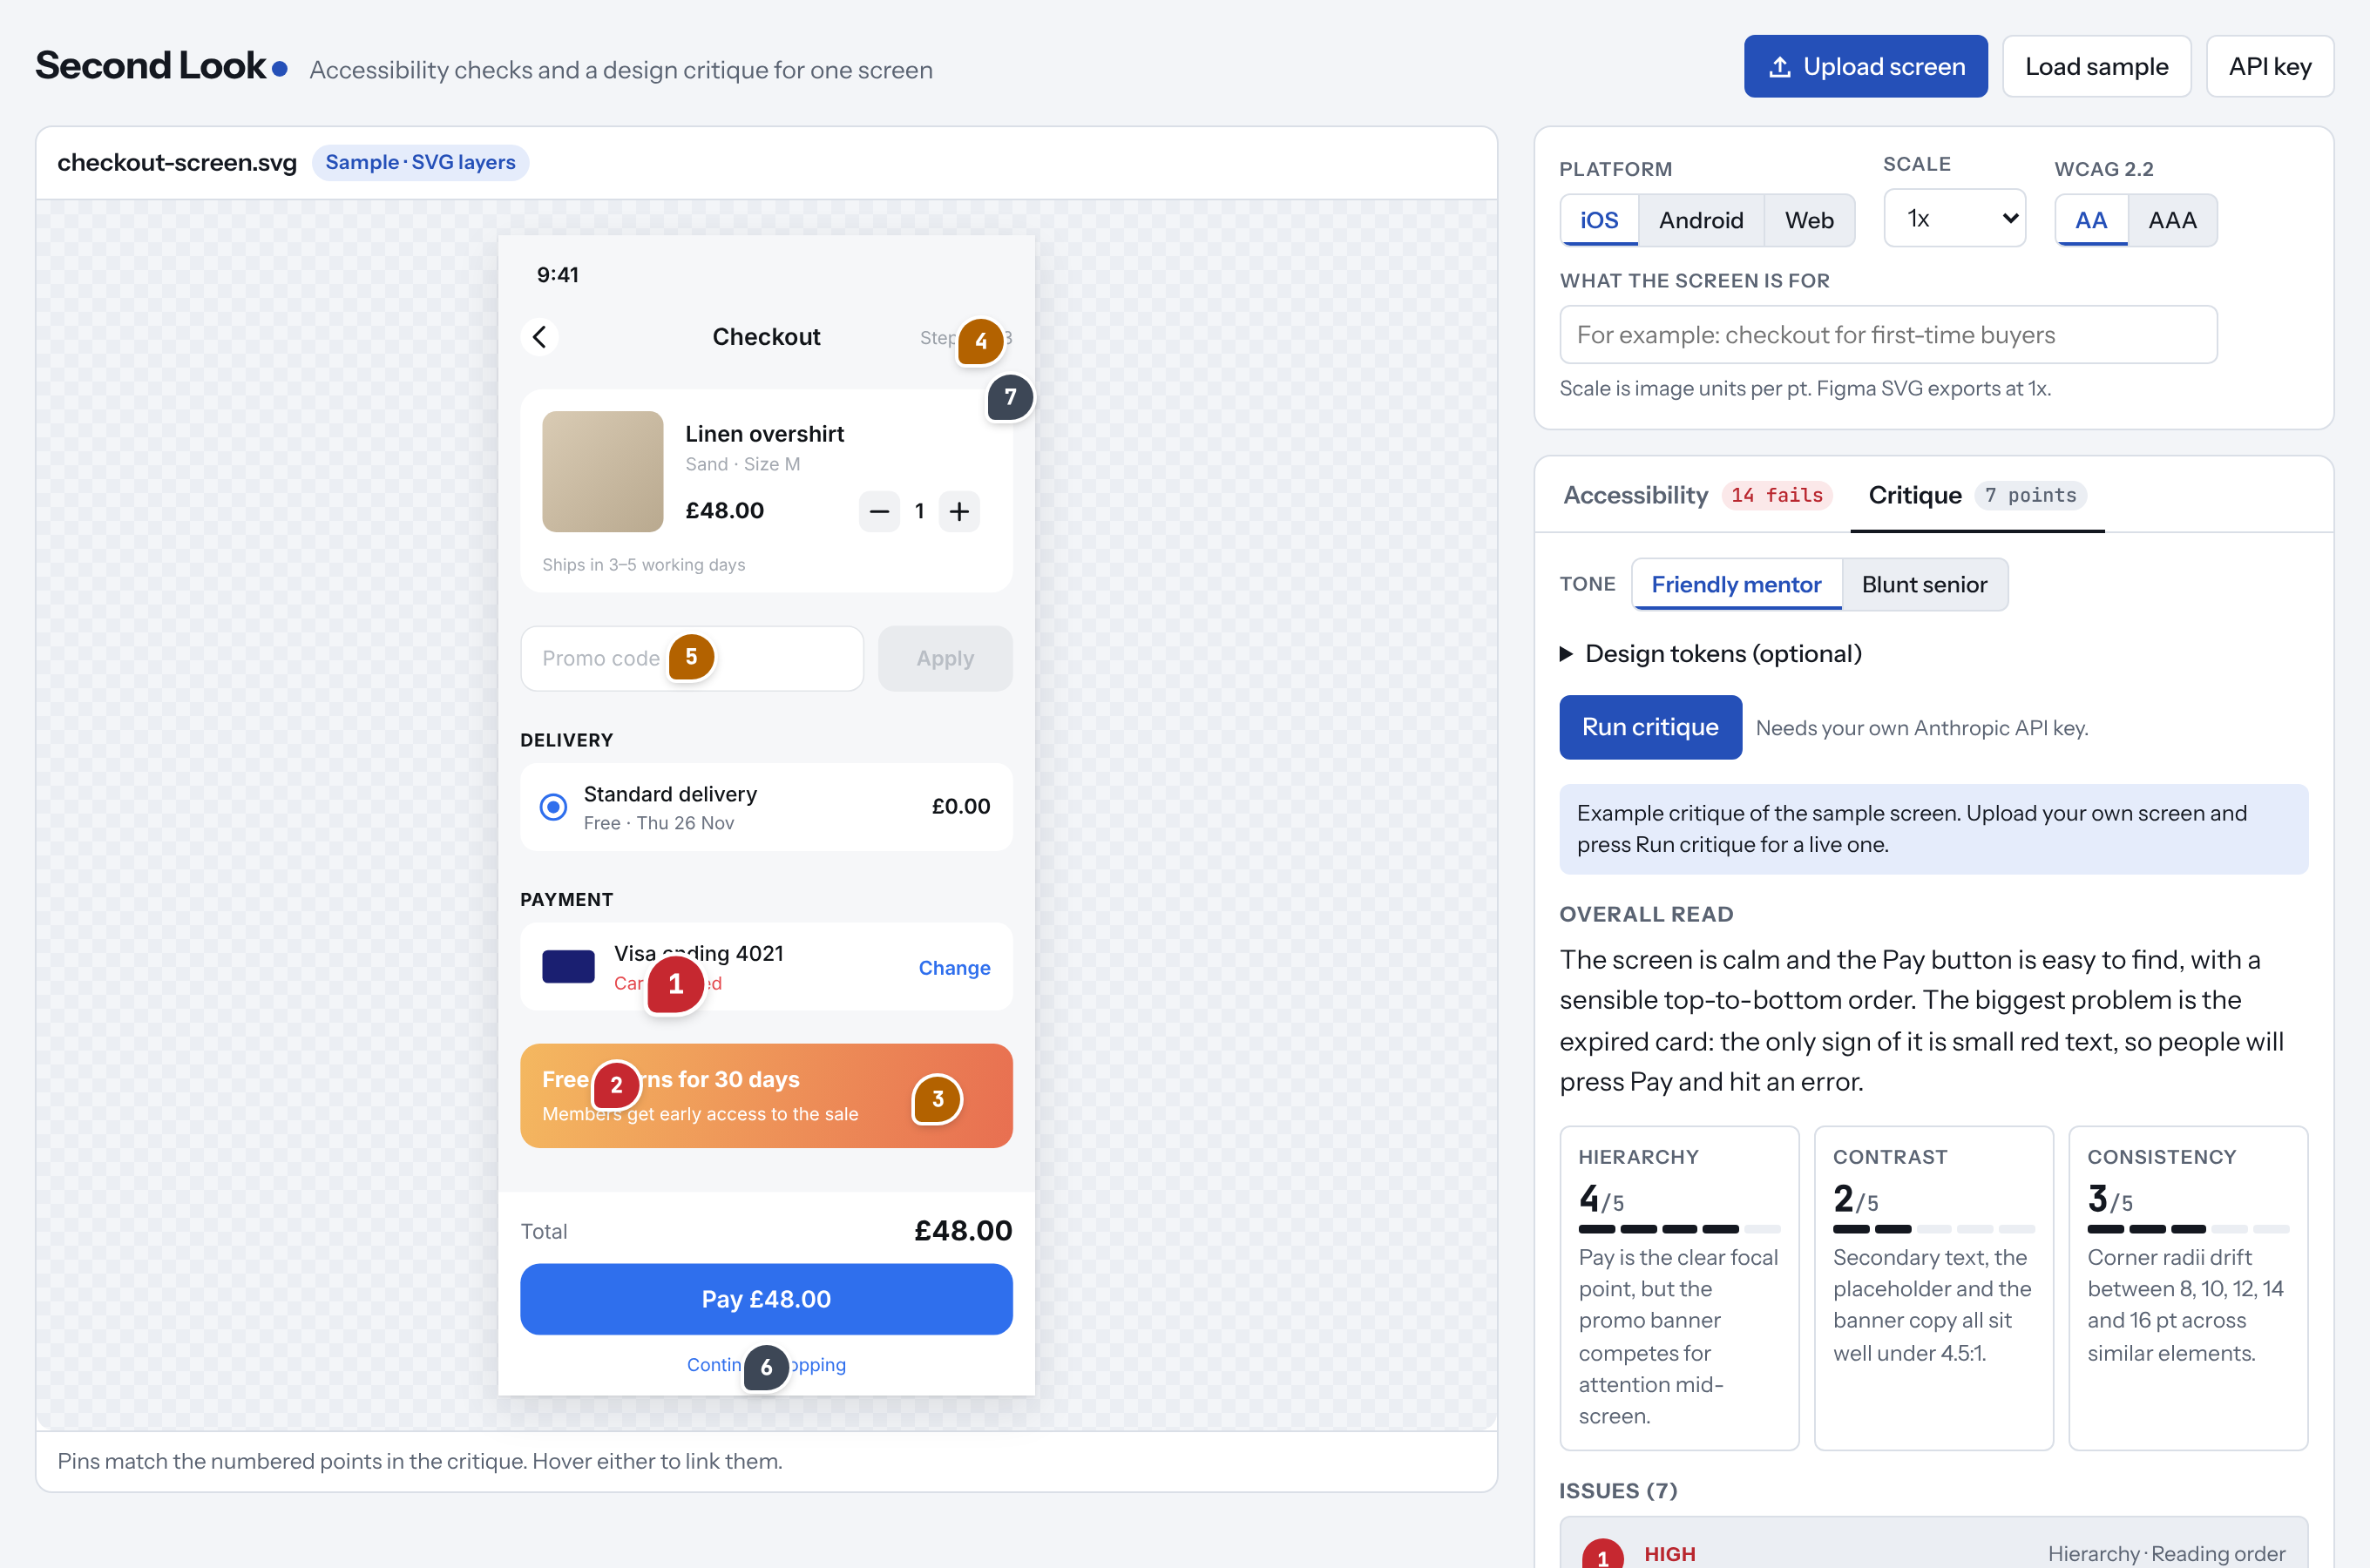 Second Look
Accessibility checks and a design critique for one screen
Upload screen
Load sample
API key
checkout-screen.svg
Sample · SVG layers
9:41
Checkout
Step
4
3
7
Linen overshirt
Sand · Size M
£48.00
1
Ships in 3–5 working days
Promo code
5
Apply
DELIVERY
Standard delivery
Free · Thu 26 Nov
£0.00
PAYMENT
Visa ending 4021
Change
1
Free
2
rns for 30 days
Members get early access to the sale
3
Total
£48.00
Pay £48.00
Contin
6
opping
Pins match the numbered points in the critique. Hover either to link them.
PLATFORM
iOS
Android
Web
SCALE
1x
WCAG 2.2
AA
AAA
WHAT THE SCREEN IS FOR
For example: checkout for first-time buyers
Scale is image units per pt. Figma SVG exports at 1x.
Accessibility
14 fails
Critique
7 points
TONE
Friendly mentor
Blunt senior
Design tokens (optional)
Run critique
Needs your own Anthropic API key.
Example critique of the sample screen. Upload your own screen and
press Run critique for a live one.
OVERALL READ
The screen is calm and the Pay button is easy to find, with a
sensible top-to-bottom order. The biggest problem is the
expired card: the only sign of it is small red text, so people will
press Pay and hit an error.
HIERARCHY
4/5
Pay is the clear focal
point, but the
promo banner
competes for
attention mid-
screen.
CONTRAST
2/5
Secondary text, the
placeholder and the
banner copy all sit
well under 4.5:1.
CONSISTENCY
3/5
Corner radii drift
between 8, 10, 12, 14
and 16 pt across
similar elements.
ISSUES (7)
1
HIGH
Hierarchy · Reading order